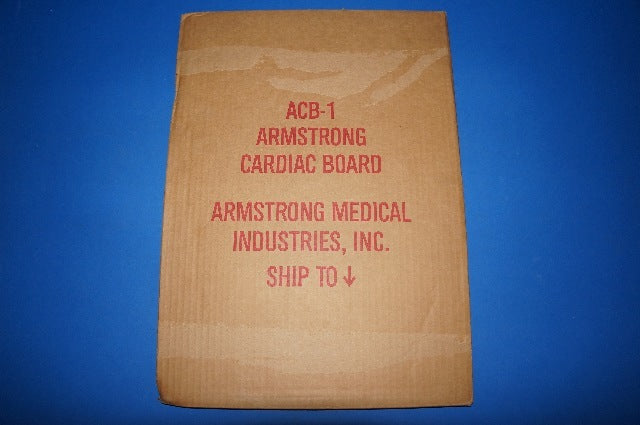 ACB-1
ARMSTRONG
CARDIAC BOARD
ARMSTRONG MEDICAL
INDUSTRIES, INC.
SHIP TO ↓